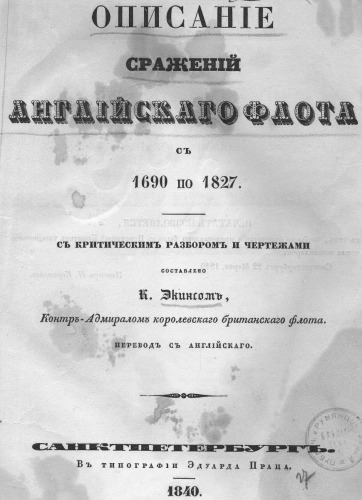 ОПИСАНІЕ
СРАЖЕНІЙ
АНГЛІЙСКАГО ФЛОТА
СЪ
1690 ПО 1827.
СЪ КРИТИЧЕСКИМЪ РАЗБОРОМЪ И ЧЕРТЕЖАМИ
СОСТАВЛЕНО
К. Экинсомъ,
Контръ-Адмираломъ королевскаго британскаго флота.
ПЕРЕВОДЪ СЪ АНГЛІЙСКАГО.
САНКТПЕТЕРБУРГЪ.
Въ типографіи Эдуарда Праца.
1840.